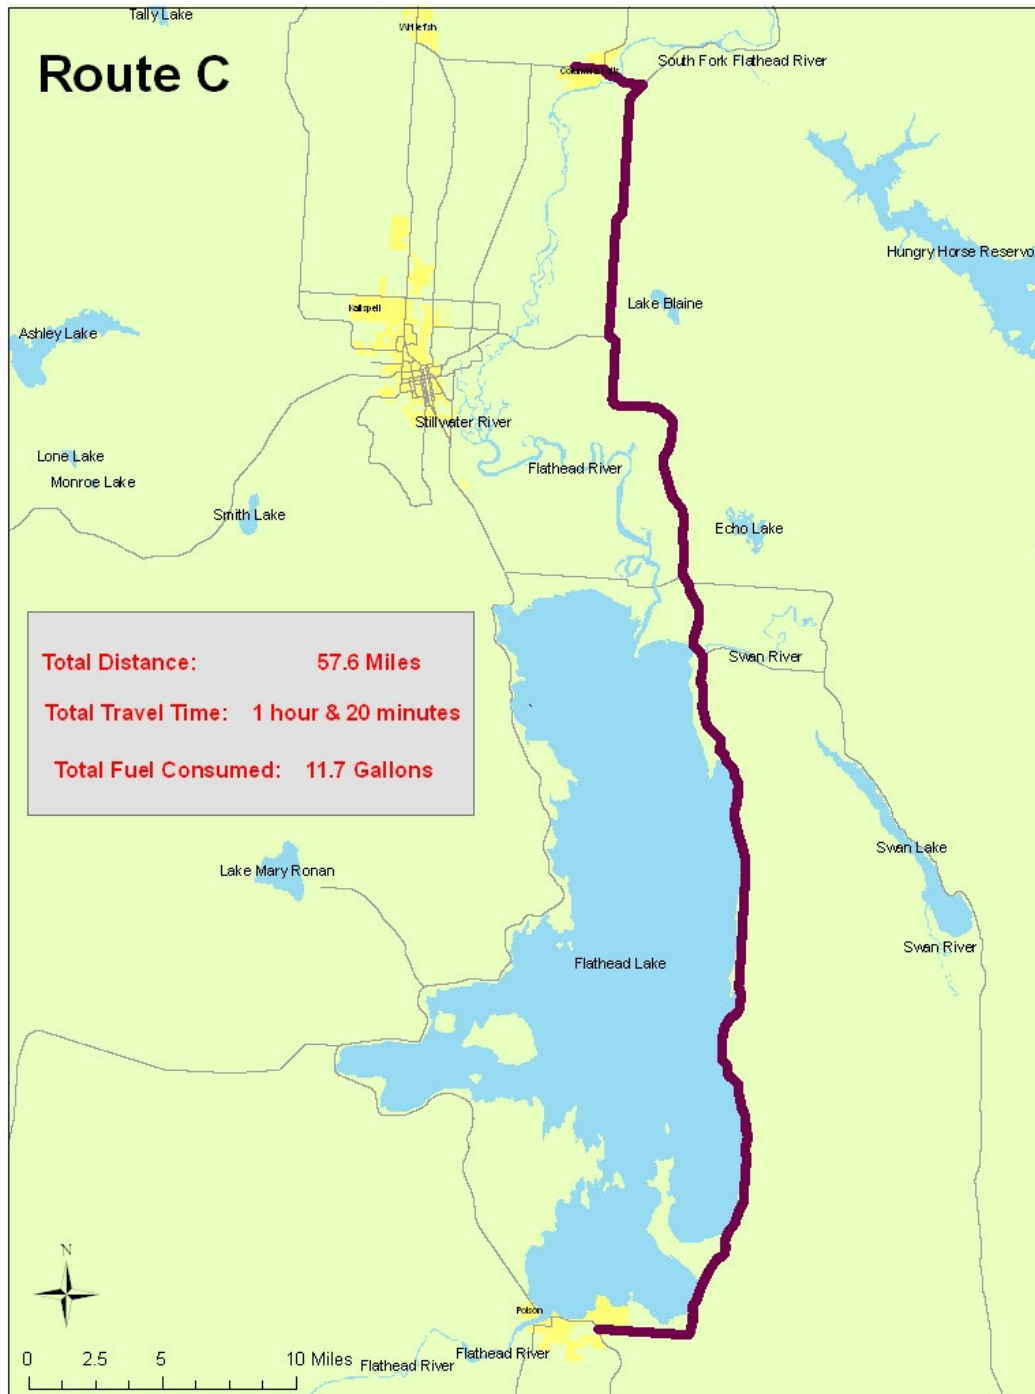 Tally Lake
Whitefish
Route C
South Fork Flathead River
Columbia Falls
Hungry Horse Reservo
Lake Blaine
Kalispell
Ashley Lake
Stillwater River
Lone Lake
Flathead River
Monroe Lake
Smith Lake
Echo Lake
Total Distance: 57.6 Miles
Swan River
Total Travel Time: 1 hour & 20 minutes
Total Fuel Consumed: 11.7 Gallons
Swan Lake
Lake Mary Ronan
Swan River
Flathead Lake
N
Polson
Flathead River
0 2.5 5 10 Miles
Flathead River